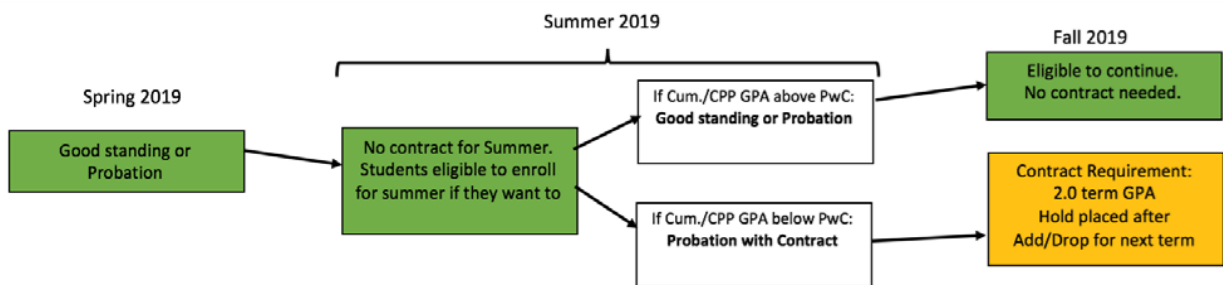 Summer 2019
Fall 2019
Spring 2019
Good standing or
Probation
No contract for Summer.
Students eligible to enroll
for summer if they want to
If Cum./CPP GPA above PwC:
Good standing or Probation
Eligible to continue.
No contract needed.
If Cum./CPP GPA below PwC:
Probation with Contract
Contract Requirement:
2.0 term GPA
Hold placed after
Add/Drop for next term